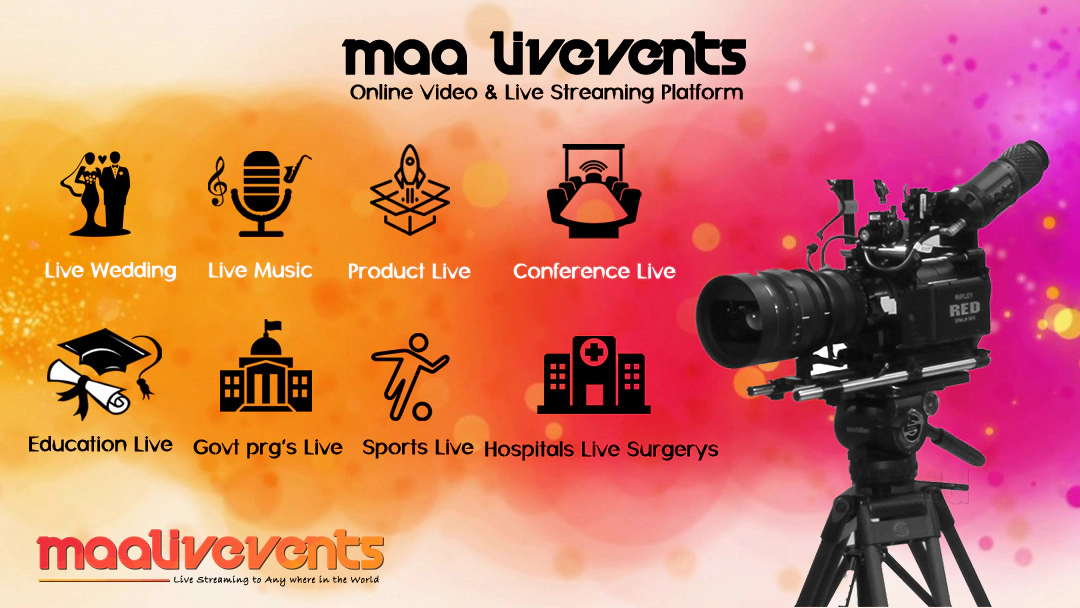 maa livevents
Online Video & Live Streaming Platform
Live Wedding
Live Music
Product Live
Conference Live
RIPLEY
RED
Education Live
Govt prg's Live
Sports Live
Hospitals Live Surgerys
maalivevents
Live Streaming to Any where in the World